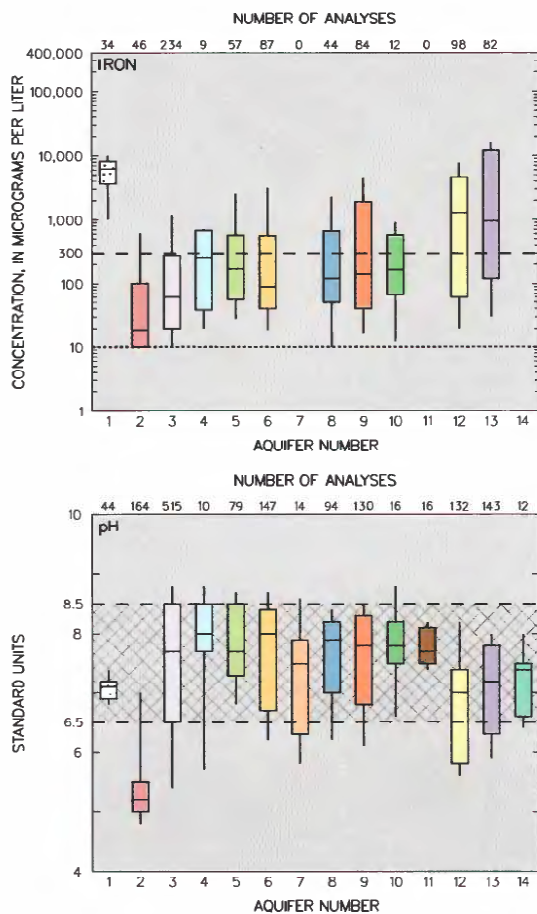 NUMBER OF ANALYSES
34 46 234 9 57 87 0 44 84 12 0 98 82
IRON
400,000
100,000
10,000
1,000
300
100
10
1
CONCENTRATION, IN MICROGRAMS PER LITER
1 2 3 4 5 6 7 8 9 10 11 12 13 14
AQUIFER NUMBER
NUMBER OF ANALYSES
44 164 515 10 79 147 14 94 130 16 16 132 143 12
pH
10
8.5
8
6.5
6
4
STANDARD UNITS
1 2 3 4 5 6 7 8 9 10 11 12 13 14
AQUIFER NUMBER